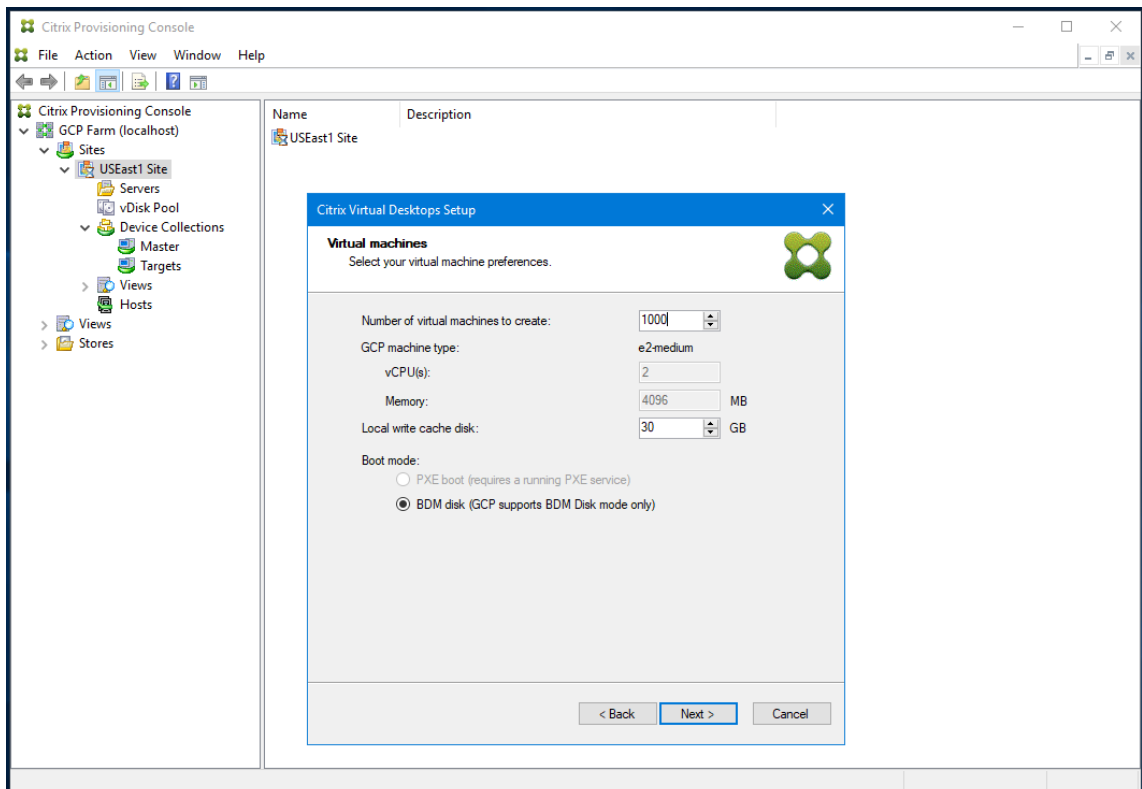 Citrix Provisioning Console
File Action View Window Help
Citrix Provisioning Console
GCP Farm (localhost)
Sites
USEast1 Site
Servers
vDisk Pool
Device Collections
Master
Targets
Views
Hosts
Views
Stores
Name Description
USEast1 Site
Citrix Virtual Desktops Setup
Virtual machines
Select your virtual machine preferences.
Number of virtual machines to create: 1000
GCP machine type: e2-medium
vCPU(s): 2
Memory: 4096 MB
Local write cache disk: 30 GB
Boot mode:
PXE boot (requires a running PXE service)
BDM disk (GCP supports BDM Disk mode only)
< Back Next > Cancel